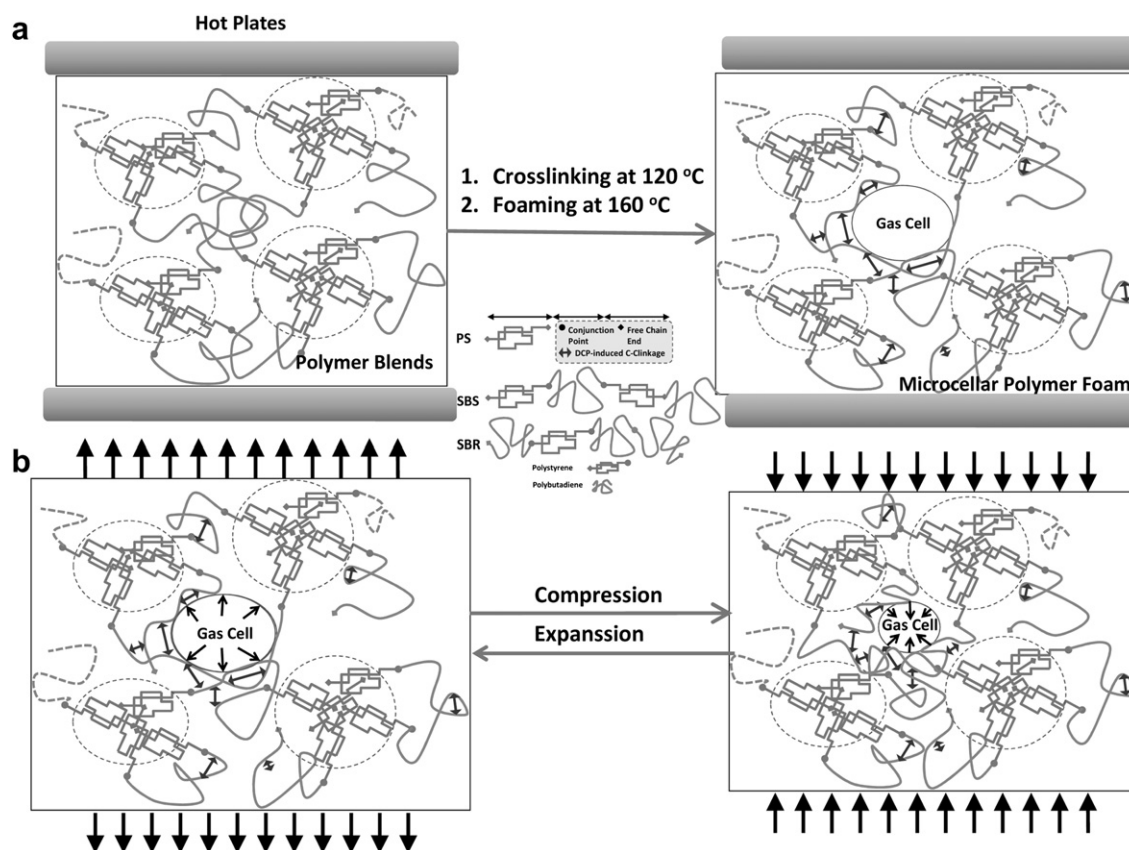 a
Hot Plates
1. Crosslinking at 120 °C
2. Foaming at 160 °C
Gas Cell
Polymer Blends
Microcellar Polymer Foam
PS
Conjunction
Point
Free Chain
End
DCP-induced C-Clinkage
SBS
SBR
Polystyrene
Polybutadiene
b
Gas Cell
Compression
Expanssion
Gas Cell